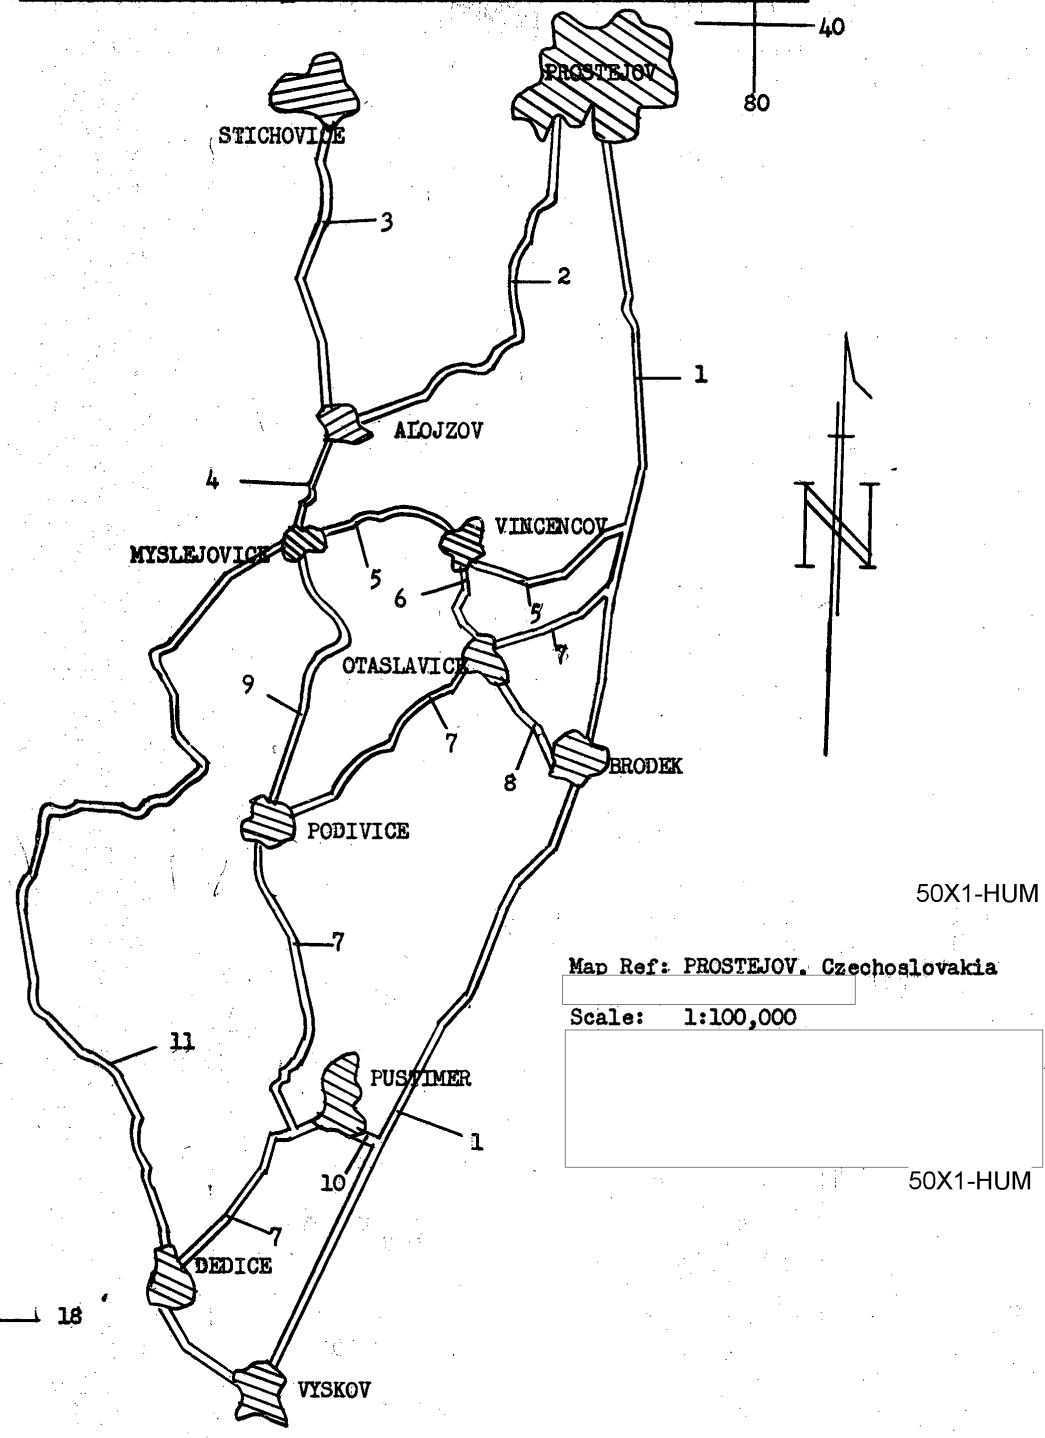 40
PROSTEJOV
80
STICHOVICE
3
2
1
ALOJZOV
4
VINCENCOV
MYSLEJOVICE
5
6
5
N
7
OTASLAVICE
9
7
8
BRODEK
PODIVICE
50X1-HUM
7
Map Ref: PROSTEJOV. Czechoslovakia
Scale: 1:100,000
11
PUSTIMER
1
10
50X1-HUM
7
DEDICE
18
VYSKOV